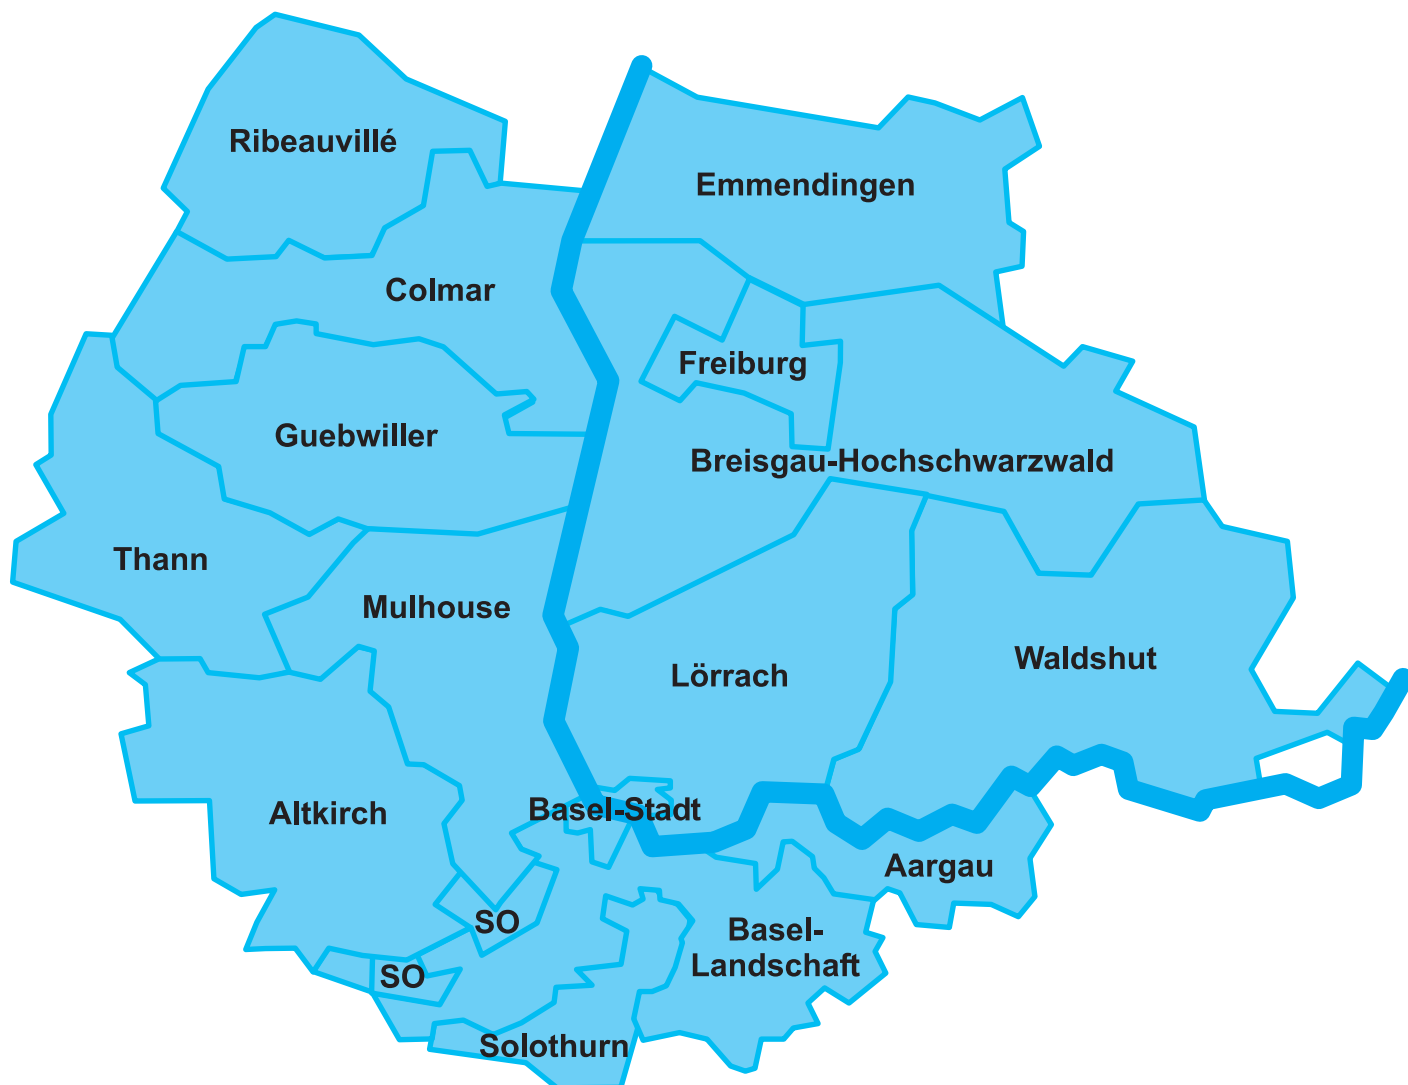 Ribeauvillé
Emmendingen
Colmar
Freiburg
Guebwiller
Breisgau-Hochschwarzwald
Thann
Mulhouse
Waldshut
Lörrach
Basel-Stadt
Altkirch
Aargau
SO
Basel-
Landschaft
SO
Solothurn